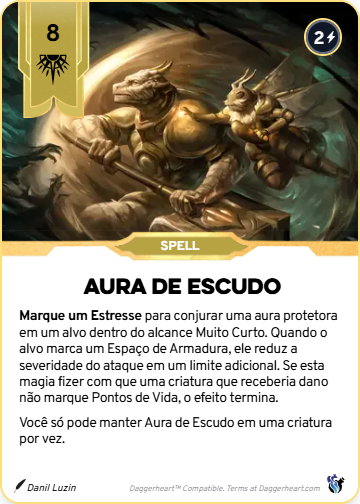 8
2
SPELL
AURA DE ESCUDO
Marque um Estresse para conjurar uma aura protetora
em um alvo dentro do alcance Muito Curto. Quando o
alvo marca um Espaço de Armadura, ele reduz a
severidade do ataque em um limite adicional. Se esta
magia fizer com que uma criatura que receberia dano
não marque Pontos de Vida, o efeito termina.
Você só pode manter Aura de Escudo em uma criatura
por vez.
Danil Luzin
Daggerheart™ Compatible. Terms at Daggerheart.com